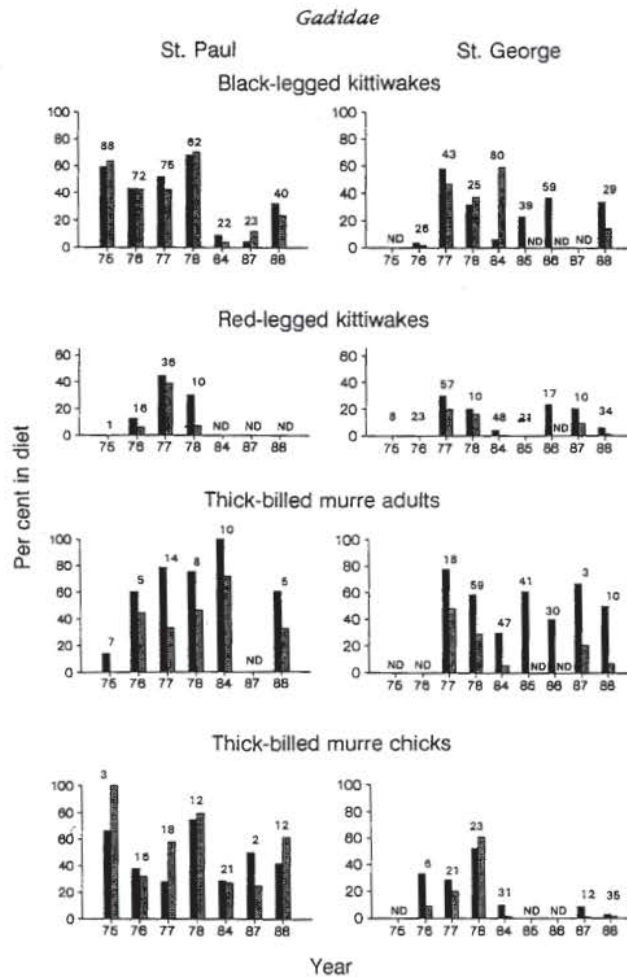 Gadidae
St. Paul
St. George
Black-legged kittiwakes
100
80
60
40
20
0
88
72
75
62
22
23
40
75 76 77 78 84 87 88
100
80
60
40
20
0
ND
26
43
25
80
39
ND
59
ND
ND
29
75 76 77 78 84 85 86 87 88
Red-legged kittiwakes
60
40
20
0
1
16
36
10
ND
ND
ND
75 76 77 78 84 87 88
60
40
20
0
8
23
57
10
48
21
17
ND
10
34
75 76 77 78 84 85 86 87 88
Per cent in diet
Thick-billed murre adults
100
80
60
40
20
0
7
5
14
8
10
ND
5
75 76 77 78 84 87 88
100
80
60
40
20
0
ND
ND
18
59
47
41
ND
30
ND
3
10
75 76 77 78 84 85 86 87 88
Thick-billed murre chicks
100
80
60
40
20
0
3
16
18
12
21
2
12
75 76 77 78 84 87 88
100
80
60
40
20
0
ND
6
21
23
31
ND
ND
12
35
75 76 77 78 84 85 86 87 88
Year